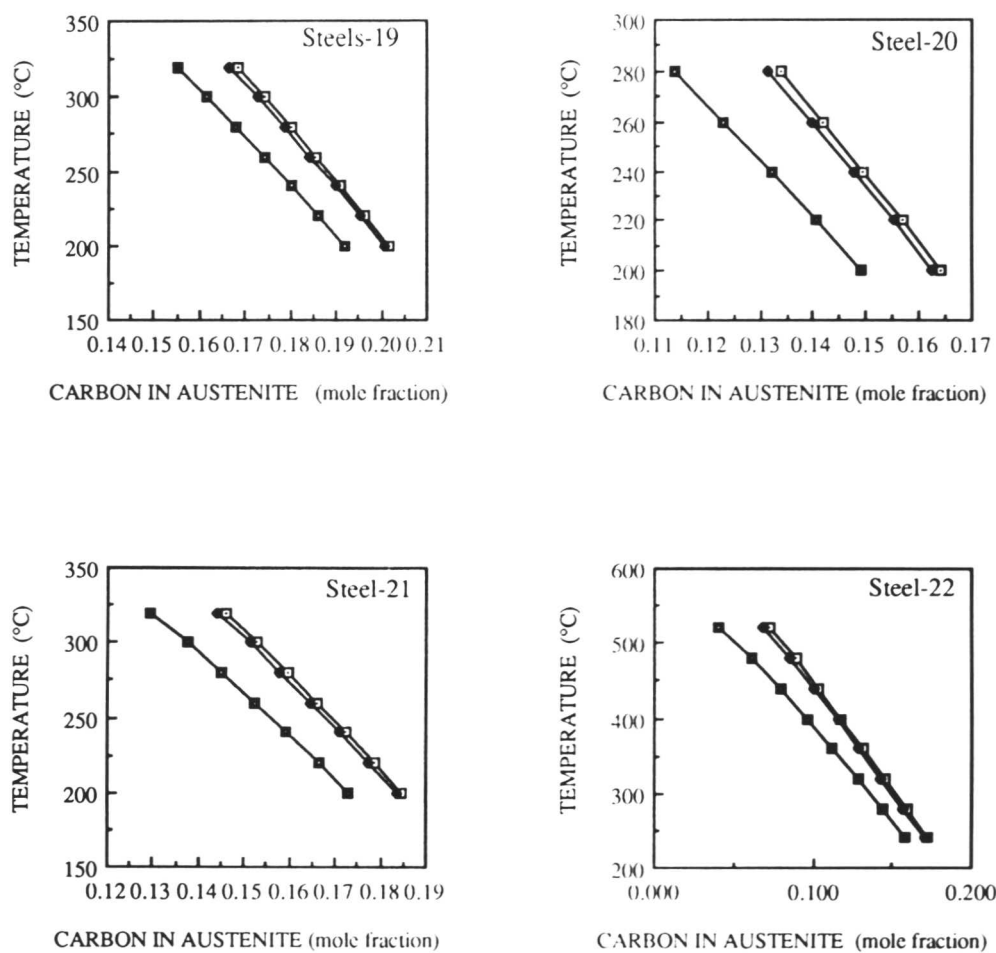 Steels-19
TEMPERATURE (°C)
350
300
250
200
150
0.14 0.15 0.16 0.17 0.18 0.19 0.20 0.21
CARBON IN AUSTENITE (mole fraction)
Steel-20
TEMPERATURE (°C)
300
280
260
240
220
200
180
0.11 0.12 0.13 0.14 0.15 0.16 0.17
CARBON IN AUSTENITE (mole fraction)
Steel-21
TEMPERATURE (°C)
350
300
250
200
150
0.12 0.13 0.14 0.15 0.16 0.17 0.18 0.19
CARBON IN AUSTENITE (mole fraction)
Steel-22
TEMPERATURE (°C)
600
500
400
300
200
0.000 0.100 0.200
CARBON IN AUSTENITE (mole fraction)